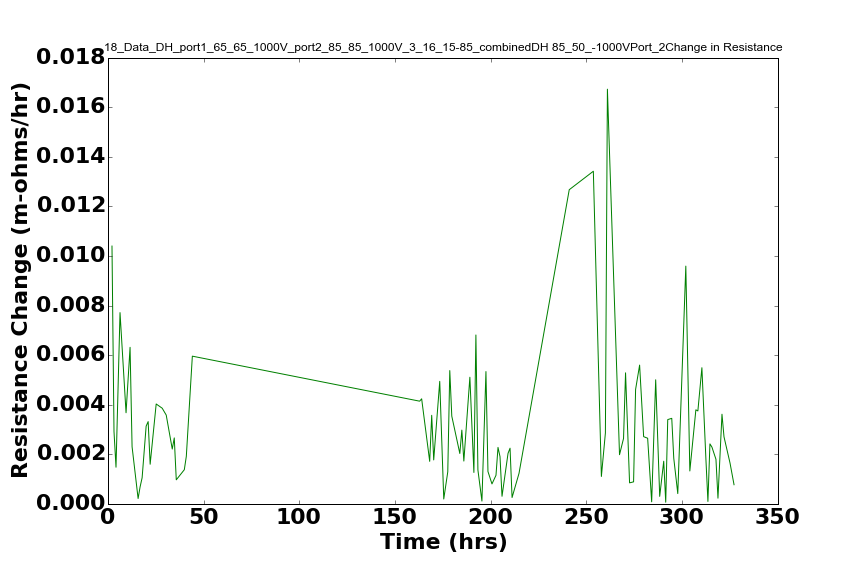 18_Data_DH_port1_65_65_1000V_port2_85_85_1000V_3_16_15-85_combinedDH 85_50_-1000VPort_2Change in Resistance
0.018
0.016
0.014
0.012
0.010
0.008
0.006
0.004
0.002
0.000
Resistance Change (m-ohms/hr)
0 50 100 150 200 250 300 350
Time (hrs)